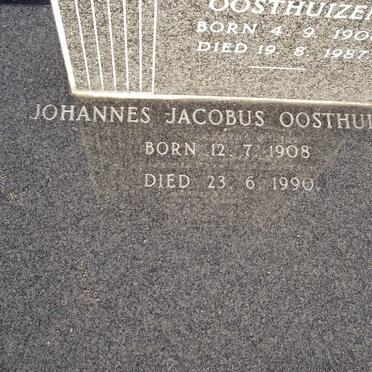 OOSTHUIZEN
BORN 4. 9. 190
DIED 19. 8. 1987
JOHANNES JACOBUS OOSTHUI
BORN 12. 7. 1908
DIED 23. 6. 1990.